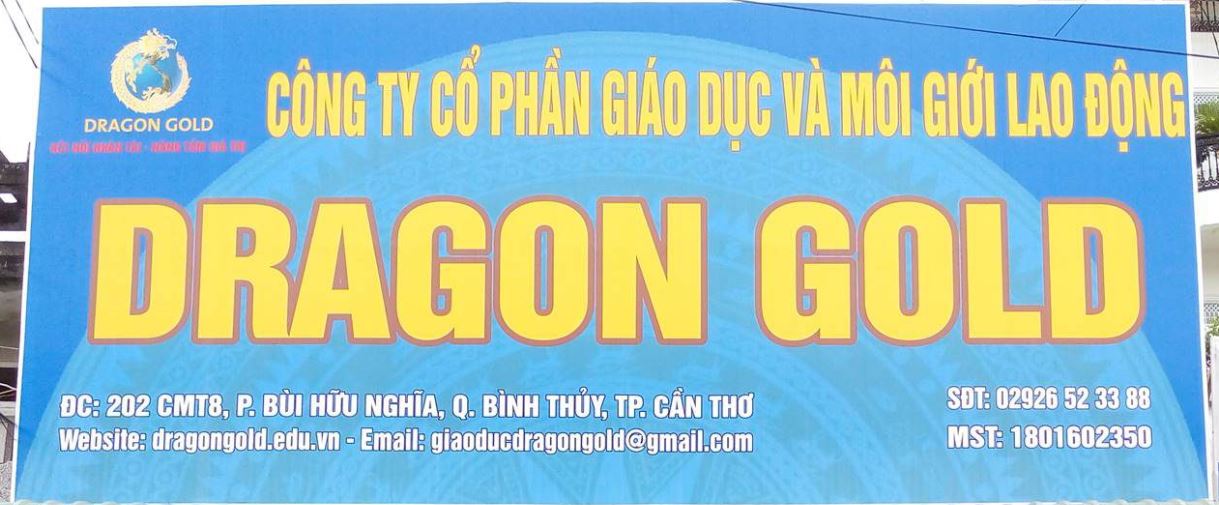 DRAGON GOLD
CÔNG TY CỔ PHẦN GIÁO DỤC VÀ MÔI GIỚI LAO ĐỘNG
DRAGON GOLD
ĐC: 202 CMT8, P. BÙI HỮU NGHĨA, Q. BÌNH THỦY, TP. CẦN THƠ
Website: dragongold.edu.vn - Email: giaoducdragongold@gmail.com
SĐT: 02926 52 33 88
MST: 1801602350